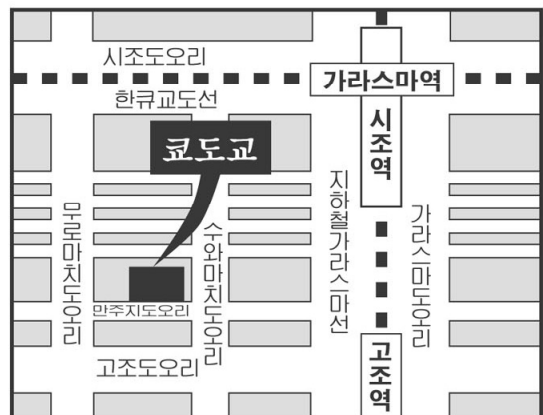 시조도오리
가라스마역
한큐교도선
쿄도교
시조역
무로마치도오리
수와마치도오리
지하철가라스마선
가라스마도오리
만주지도오리
고조도오리
고조역